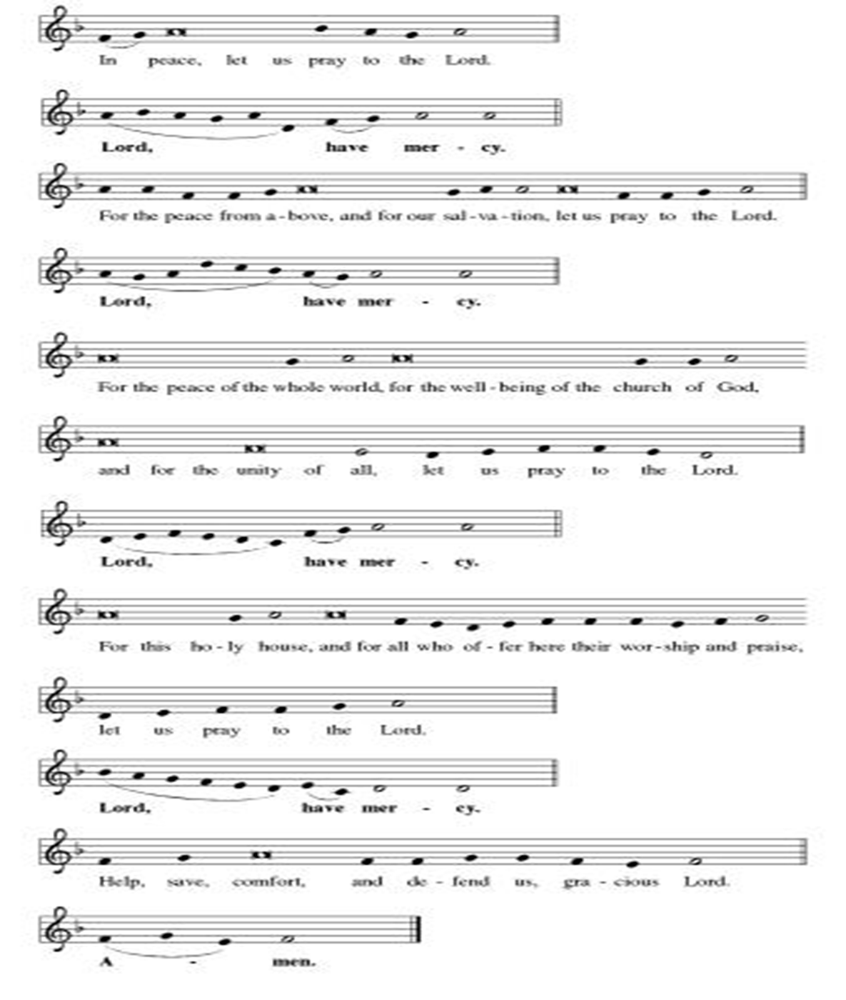 In peace, let us pray to the Lord.
Lord, have mer - cy.
For the peace from a - bove, and for our sal - va - tion, let us pray to the Lord.
Lord, have mer - cy.
For the peace of the whole world, for the well - being of the church of God,
and for the unity of all, let us pray to the Lord.
Lord, have mer - cy.
For this ho - ly house, and for all who of - fer here their wor - ship and praise,
let us pray to the Lord.
Lord, have mer - cy.
Help, save, comfort, and de - fend us, gra - cious Lord.
A - men.